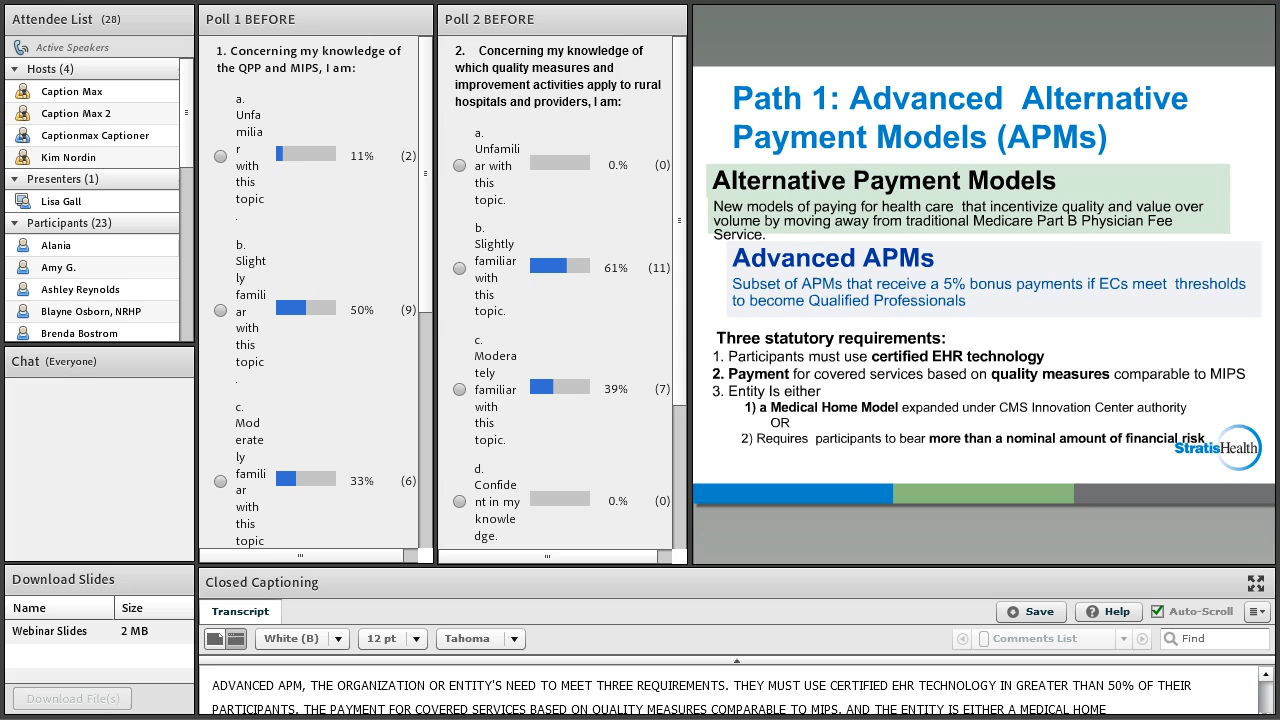 Attendee List (28)
Active Speakers
Hosts (4)
Caption Max
Caption Max 2
Captionmax Captioner
Kim Nordin
Presenters (1)
Lisa Gall
Participants (23)
Alania
Amy G.
Ashley Reynolds
Blayne Osborn, NRHP
Brenda Bostrom
Chat (Everyone)
Download Slides
Name Size
Webinar Slides 2 MB
Download File(s)
Poll 1 BEFORE
1. Concerning my knowledge of
the QPP and MIPS, I am:
a.
Unfa
milia
r
with
this
topic
.
11% (2)
b.
Slight
ly
famili
ar
with
this
topic
.
50% (9)
c.
Mod
erate
ly
famili
ar
with
this
topic
33% (6)
Poll 2 BEFORE
2. Concerning my knowledge of
which quality measures and
improvement activities apply to rural
hospitals and providers, I am:
a.
Unfamili
ar with
this
topic.
0.% (0)
b.
Slightly
familiar
with
this
topic.
61% (11)
c.
Modera
tely
familiar
with
this
topic.
39% (7)
d.
Confide
nt in my
knowle
dge.
0.% (0)
Path 1: Advanced Alternative
Payment Models (APMs)
Alternative Payment Models
New models of paying for health care that incentivize quality and value over
volume by moving away from traditional Medicare Part B Physician Fee
Service.
Advanced APMs
Subset of APMs that receive a 5% bonus payments if ECs meet thresholds
to become Qualified Professionals
Three statutory requirements:
1. Participants must use certified EHR technology
2. Payment for covered services based on quality measures comparable to MIPS
3. Entity Is either
1) a Medical Home Model expanded under CMS Innovation Center authority
OR
2) Requires participants to bear more than a nominal amount of financial risk
StratisHealth
Closed Captioning
Transcript
Save
Help
Auto-Scroll
White (B)
12 pt
Tahoma
Comments List
Find
ADVANCED APM, THE ORGANIZATION OR ENTITY'S NEED TO MEET THREE REQUIREMENTS. THEY MUST USE CERTIFIED EHR TECHNOLOGY IN GREATER THAN 50% OF THEIR
PARTICIPANTS. THE PAYMENT FOR COVERED SERVICES BASED ON QUALITY MEASURES COMPARABLE TO MIPS. AND THE ENTITY IS EITHER A MEDICAL HOME